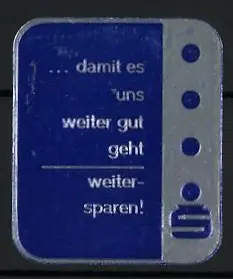 ... damit es
uns
weiter gut
geht
weiter-
sparen!